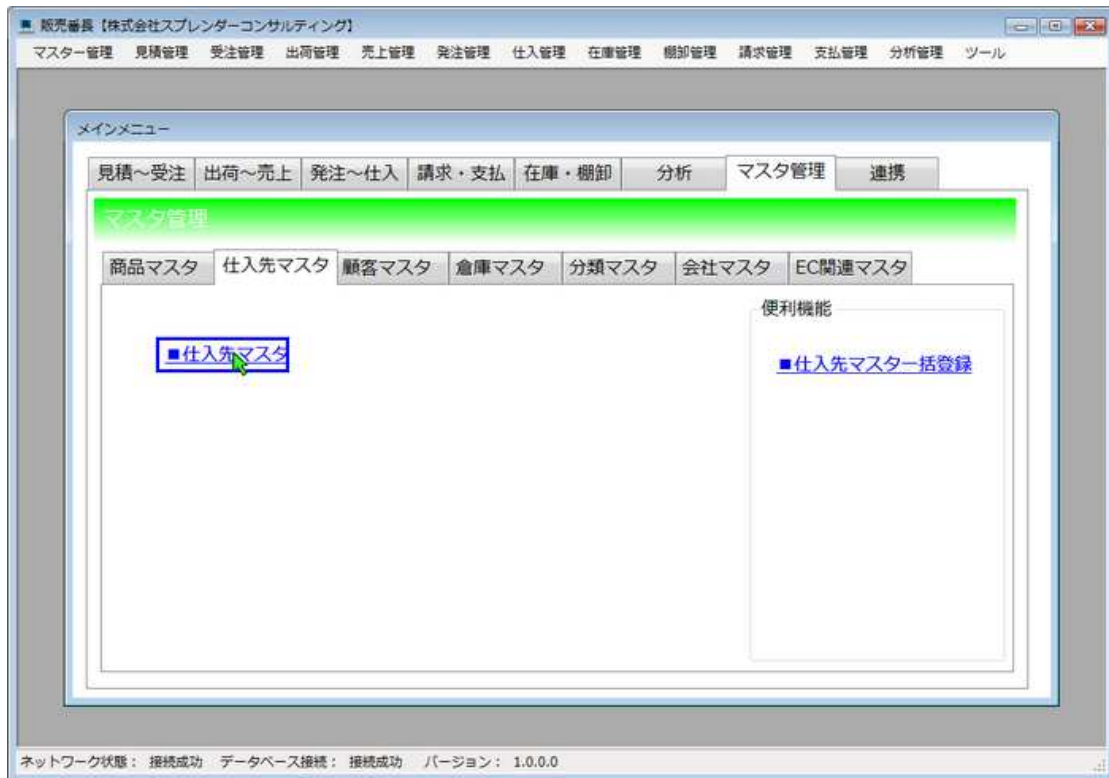 販売番長【株式会社スプレンダーコンサルティング】
マスター管理 見積管理 受注管理 出荷管理 売上管理 発注管理 仕入管理 在庫管理 棚卸管理 請求管理 支払管理 分析管理 ツール
メインメニュー
見積～受注 出荷～売上 発注～仕入 請求・支払 在庫・棚卸 分析 マスタ管理 連携
マスタ管理
商品マスタ 仕入先マスタ 顧客マスタ 倉庫マスタ 分類マスタ 会社マスタ EC関連マスタ
便利機能
■仕入先マスタ
■仕入先マスタ一括登録
ネットワーク状態： 接続成功 データベース接続： 接続成功 バージョン： 1.0.0.0